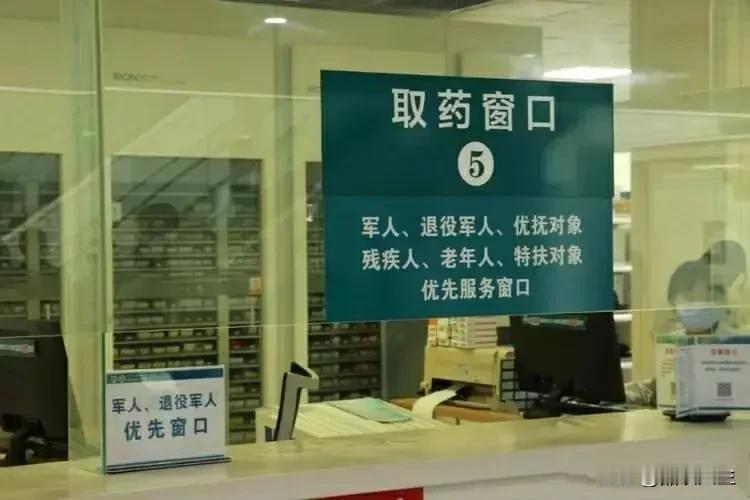 取药窗口
5
军人、退役军人、优抚对象
残疾人、老年人、特扶对象
优先服务窗口
军人、退役军人
优先窗口